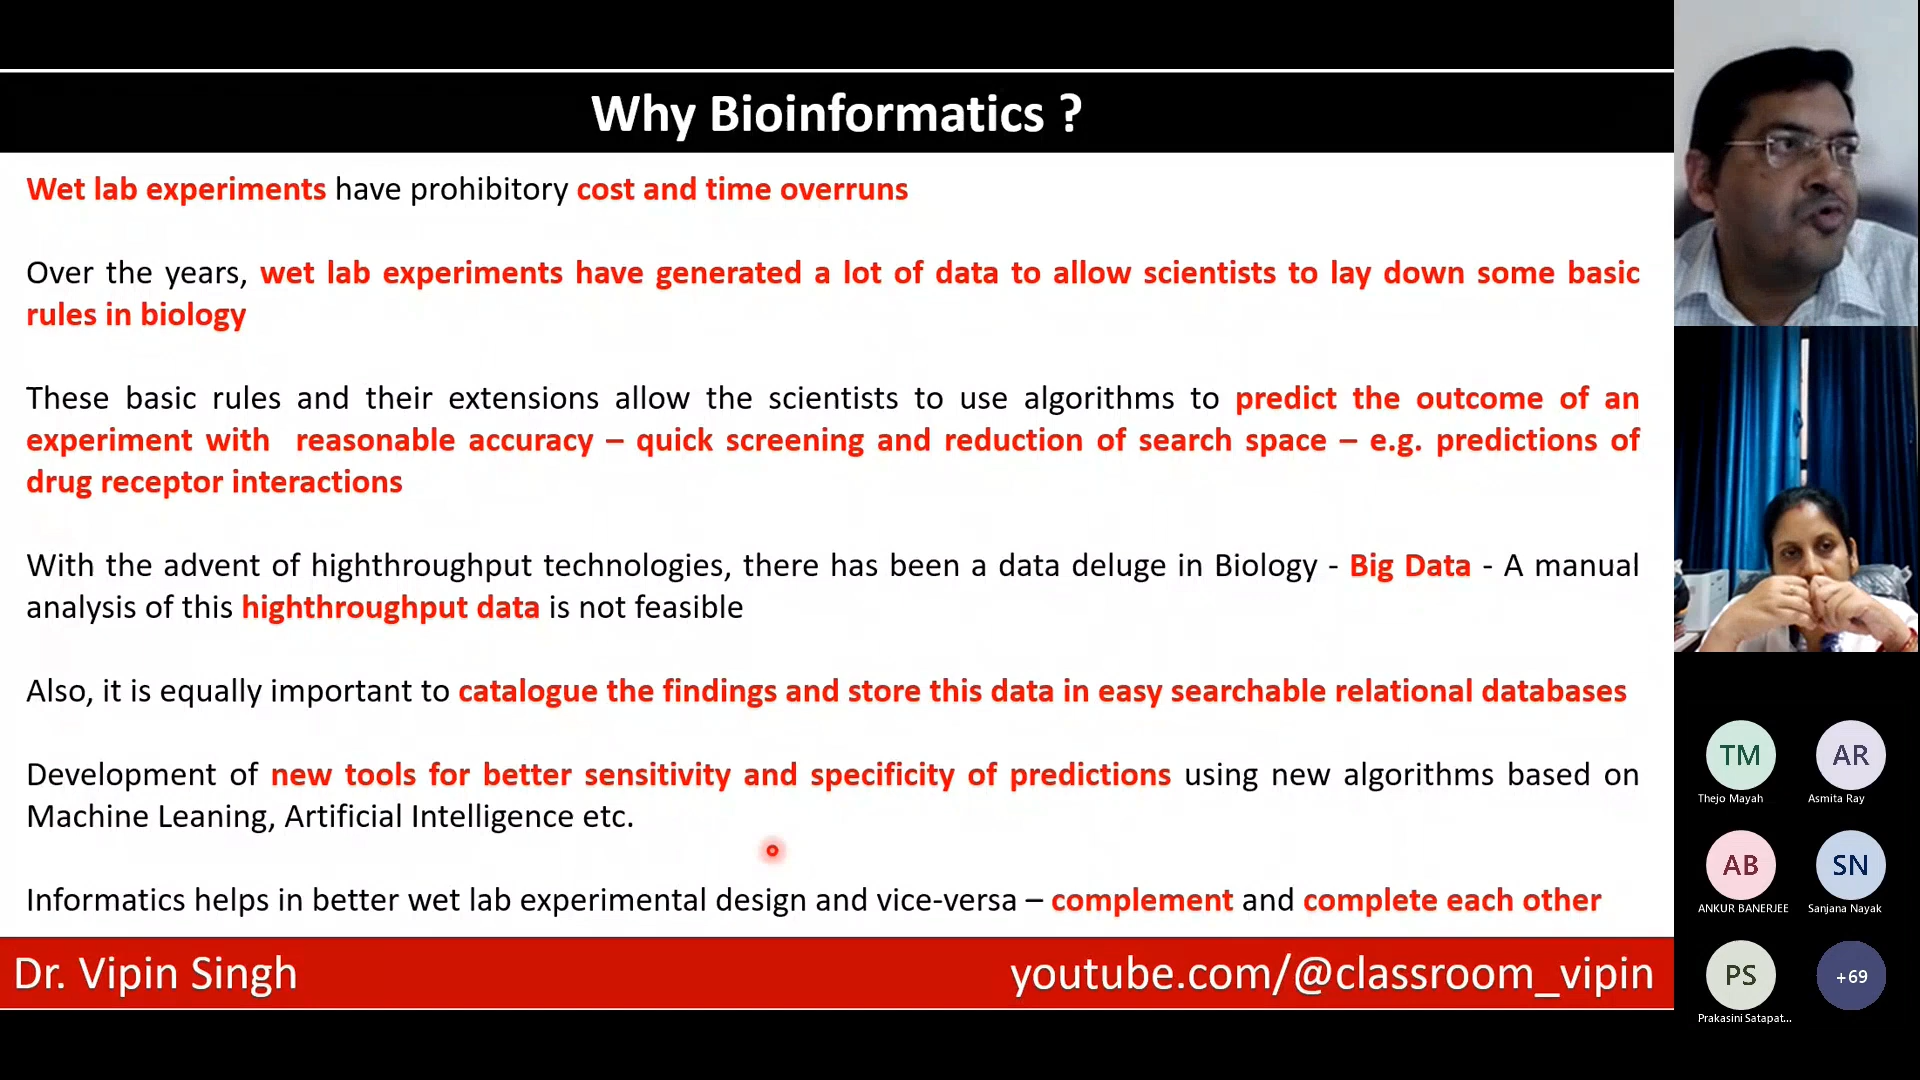 Why Bioinformatics ?
Wet lab experiments have prohibitory cost and time overruns
Over the years, wet lab experiments have generated a lot of data to allow scientists to lay down some basic
rules in biology
These basic rules and their extensions allow the scientists to use algorithms to predict the outcome of an
experiment with reasonable accuracy – quick screening and reduction of search space – e.g. predictions of
drug receptor interactions
With the advent of highthroughput technologies, there has been a data deluge in Biology - Big Data - A manual
analysis of this highthroughput data is not feasible
Also, it is equally important to catalogue the findings and store this data in easy searchable relational databases
Development of new tools for better sensitivity and specificity of predictions using new algorithms based on
Machine Leaning, Artificial Intelligence etc.
Informatics helps in better wet lab experimental design and vice-versa – complement and complete each other
Dr. Vipin Singh
youtube.com/@classroom_vipin
TM
Thejo Mayah
AR
Asmita Ray
AB
ANKUR BANERJEE
SN
Sanjana Nayak
PS
Prakasini Satapat...
+69